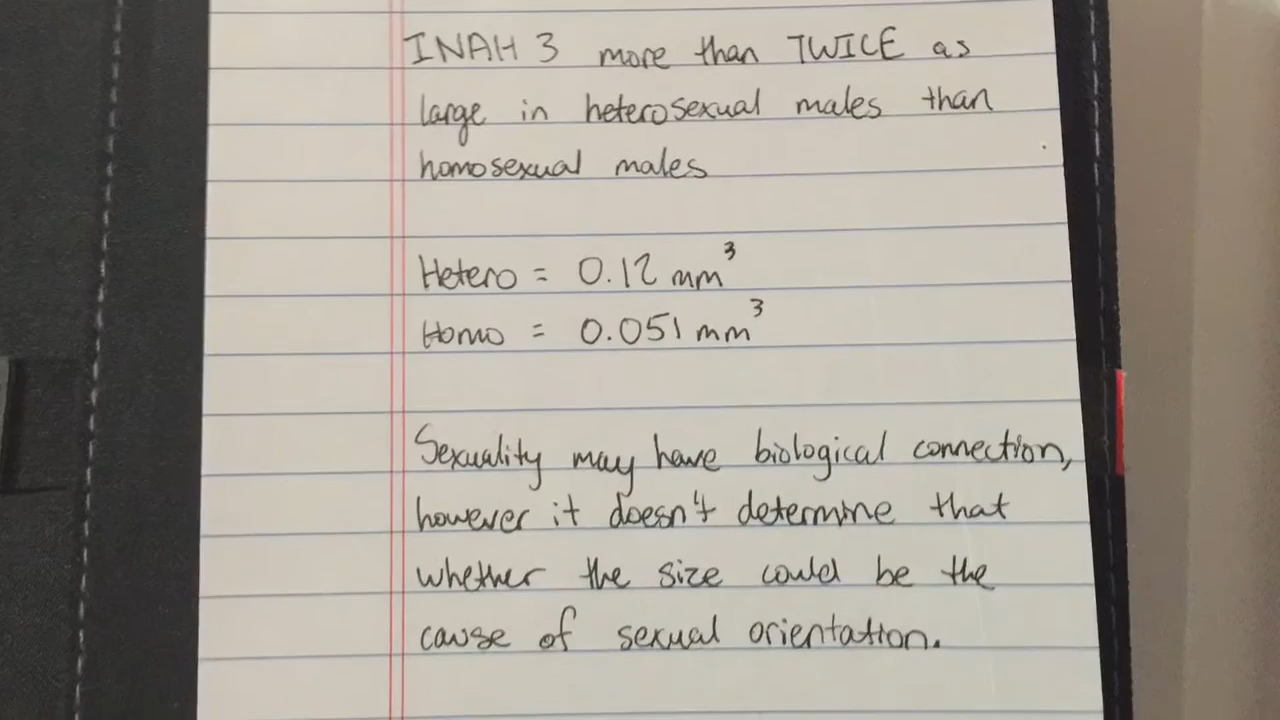 INAH 3 more than TWICE as
large in heterosexual males than
homosexual males
Hetero = 0.12 mm³
Homo = 0.051 mm³
Sexuality may have biological connection,
however it doesn't determine that
whether the size could be the
cause of sexual orientation.